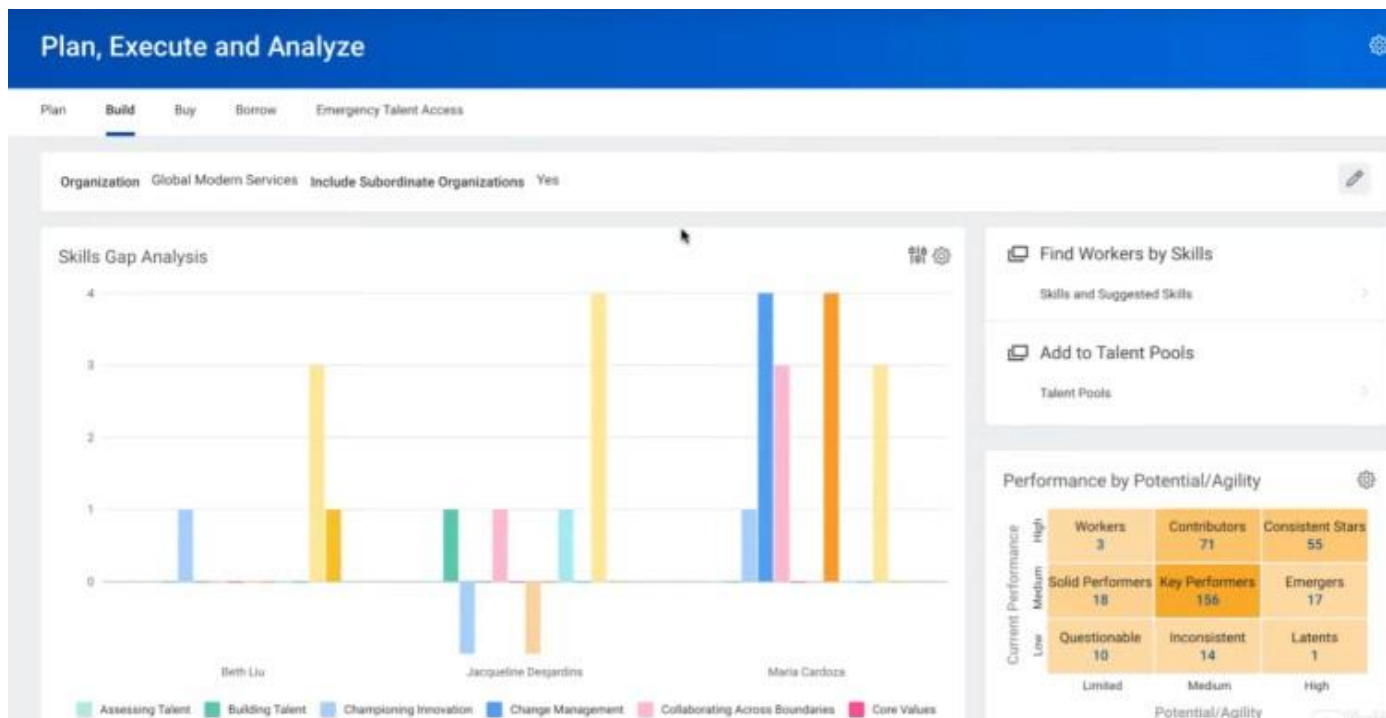 Plan, Execute and Analyze
Plan Build Buy Borrow Emergency Talent Access
Organization Global Modern Services Include Subordinate Organizations Yes
Skills Gap Analysis
4
3
2
1
0
Beth Liu Jacqueline Desjardins Maria Cardoza
Assessing Talent Building Talent Championing Innovation Change Management Collaborating Across Boundaries Core Values
Find Workers by Skills
Skills and Suggested Skills
Add to Talent Pools
Talent Pools
Performance by Potential/Agility
Current Performance
High
Medium
Low
Workers Contributors Consistent Stars
3 71 55
Solid Performers Key Performers Emergers
18 156 17
Questionable Inconsistent Latents
10 14 1
Limited Medium High
Potential/Agility